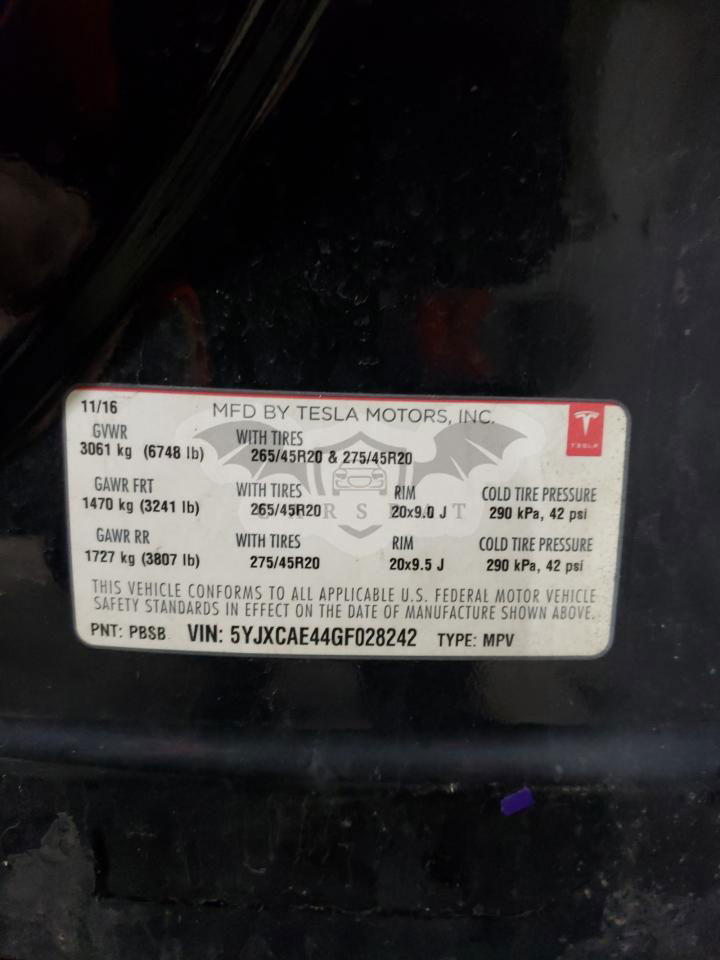 11/16 MFD BY TESLA MOTORS, INC.
TESLA
GVWR WITH TIRES
3061 kg (6748 lb) 265/45R20 & 275/45R20
GAWR FRT WITH TIRES RIM COLD TIRE PRESSURE
1470 kg (3241 lb) 265/45R20 20x9.0 J 290 kPa, 42 psi
GAWR RR WITH TIRES RIM COLD TIRE PRESSURE
1727 kg (3807 lb) 275/45R20 20x9.5 J 290 kPa, 42 psi
THIS VEHICLE CONFORMS TO ALL APPLICABLE U.S. FEDERAL MOTOR VEHICLE
SAFETY STANDARDS IN EFFECT ON THE DATE OF MANUFACTURE SHOWN ABOVE.
PNT: PBSB VIN: 5YJXCAE44GF028242 TYPE: MPV